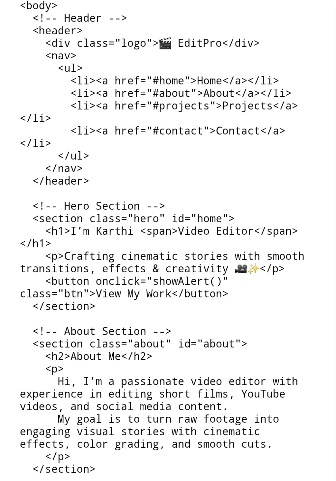 <body>
  <!-- Header -->
  <header>
    <div class="logo">🎬 EditPro</div>
    <nav>
      <ul>
        <li><a href="#home">Home</a></li>
        <li><a href="#about">About</a></li>
        <li><a href="#projects">Projects</a>
</li>
        <li><a href="#contact">Contact</a>
</li>
      </ul>
    </nav>
  </header>

  <!-- Hero Section -->
  <section class="hero" id="home">
    <h1>I’m Karthi <span>Video Editor</span>
</h1>
    <p>Crafting cinematic stories with smooth
transitions, effects & creativity 🎥✨</p>
    <button onclick="showAlert()"
class="btn">View My Work</button>
  </section>

  <!-- About Section -->
  <section class="about" id="about">
    <h2>About Me</h2>
    <p>
      Hi, I’m a passionate video editor with
experience in editing short films, YouTube
videos, and social media content.
      My goal is to turn raw footage into
engaging visual stories with cinematic
effects, color grading, and smooth cuts.
    </p>
  </section>